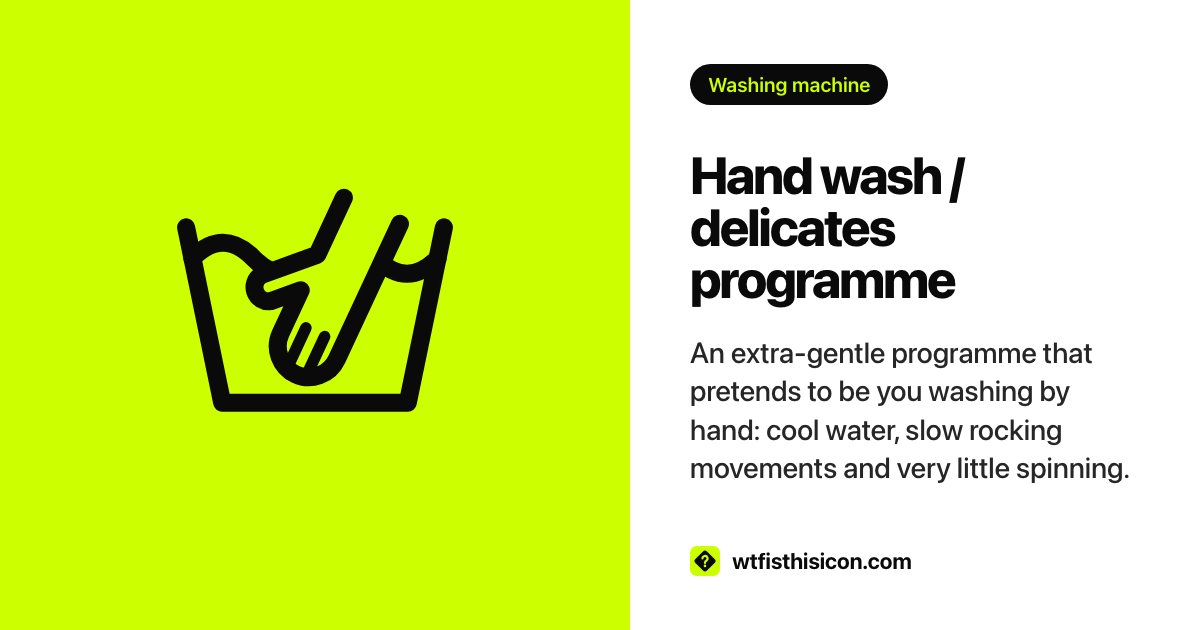 Washing machine
Hand wash /
delicates
programme
An extra-gentle programme that
pretends to be you washing by
hand: cool water, slow rocking
movements and very little spinning.
?
wtfisthisicon.com